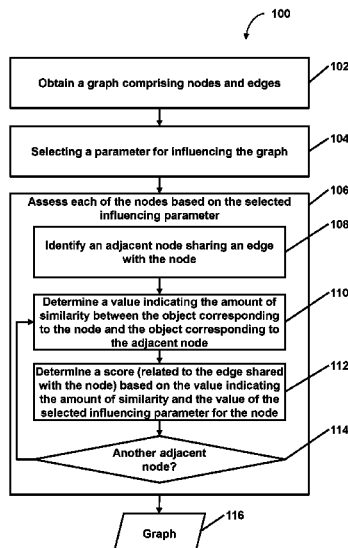 100
Obtain a graph comprising nodes and edges
102
Selecting a parameter for influencing the graph
104
Assess each of the nodes based on the selected
influencing parameter
106
Identify an adjacent node sharing an edge
with the node
108
Determine a value indicating the amount of
similarity between the object corresponding
to the node and the object corresponding to
the adjacent node
110
Determine a score (related to the edge shared
with the node) based on the value indicating
the amount of similarity and the value of the
selected influencing parameter for the node
112
Another adjacent
node?
114
Graph
116